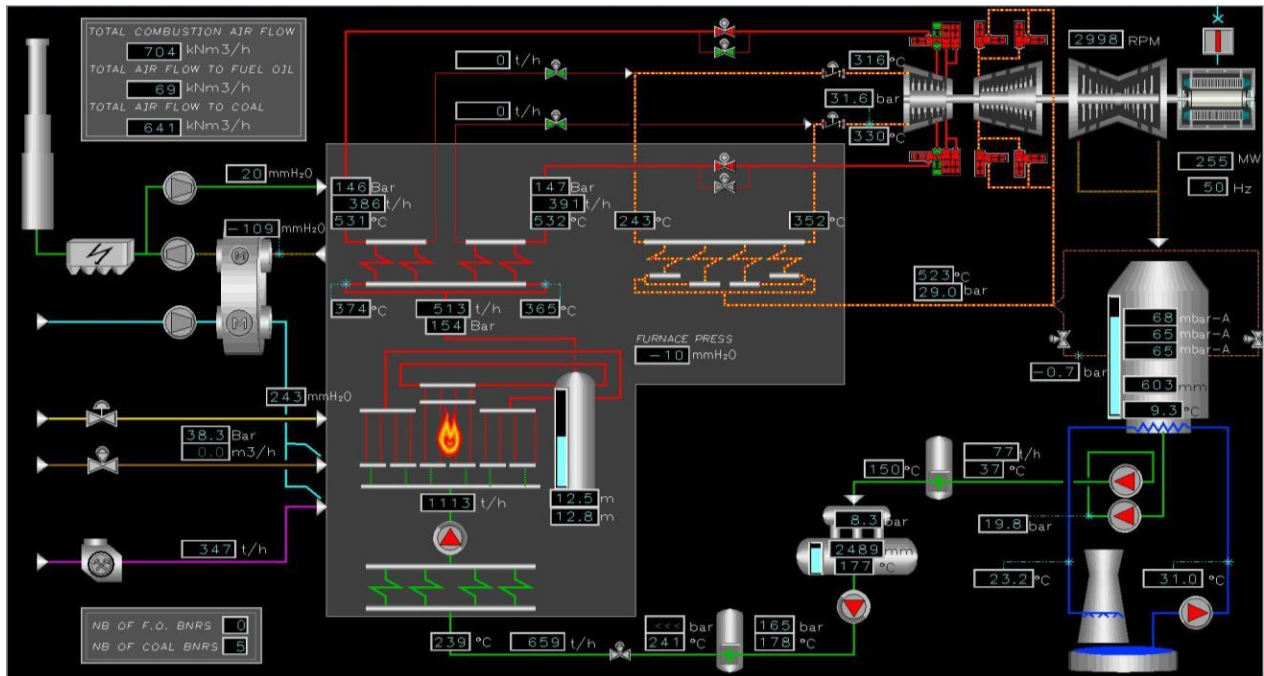 TOTAL COMBUSTION AIR FLOW
704 kNm3/h
TOTAL AIR FLOW TO FUEL OIL
69 kNm3/h
TOTAL AIR FLOW TO COAL
641 kNm3/h
0 t/h
0 t/h
316 °C
31.6 bar
330 °C
2998 RPM
255 MW
50 Hz
20 mmH2O
-109 mmH2O
146 Bar
386 t/h
531 °C
147 Bar
391 t/h
532 °C
243 °C
352 °C
374 °C
513 t/h
154 Bar
365 °C
523 °C
29.0 bar
FURNACE PRESS
-10 mmH2O
68 mbar-A
65 mbar-A
65 mbar-A
-0.7 bar
603 mm
9.3 °C
243 mmH2O
38.3 Bar
0.0 m3/h
347 t/h
1113 t/h
12.5 m
12.8 m
150 °C
77 t/h
37 °C
8.3 bar
2489 mm
177 °C
19.8 bar
23.2 °C
31.0 °C
NB OF F.O. BNRS 0
NB OF COAL BNRS 5
239 °C
659 t/h
<<< bar
241 °C
165 bar
178 °C
M
M